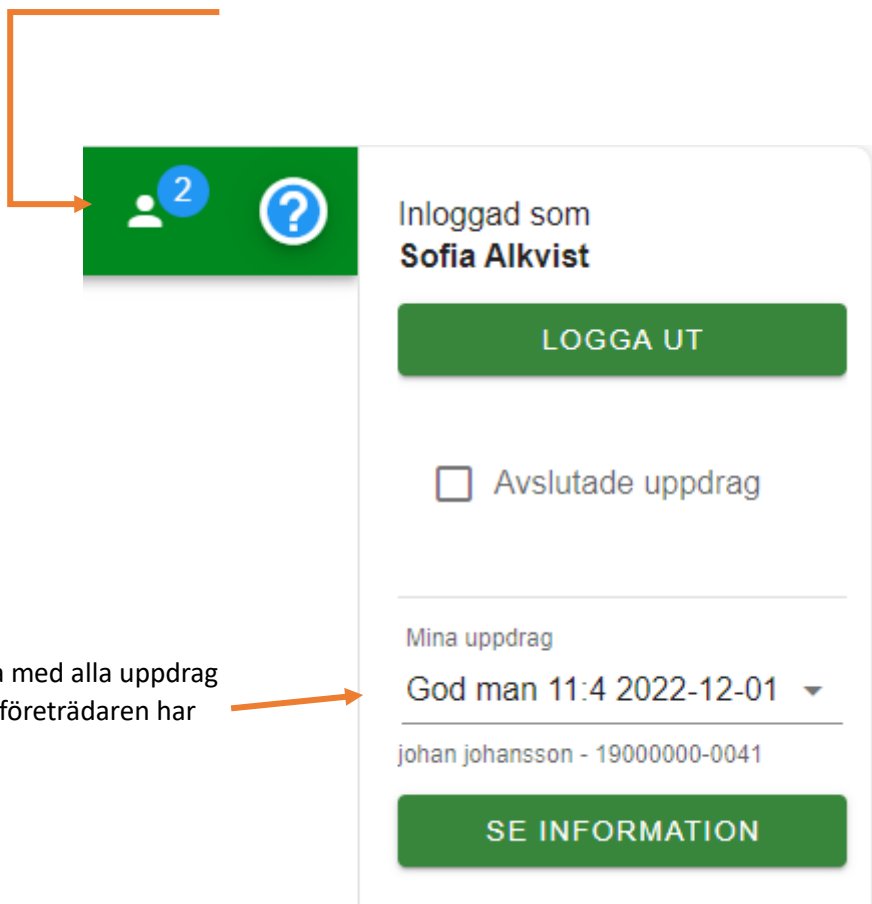 2
?
Inloggad som
Sofia Alkvist
LOGGA UT
Avslutade uppdrag
Mina uppdrag
God man 11:4 2022-12-01
johan johansson - 19000000-0041
SE INFORMATION
med alla uppdrag
företrädaren har